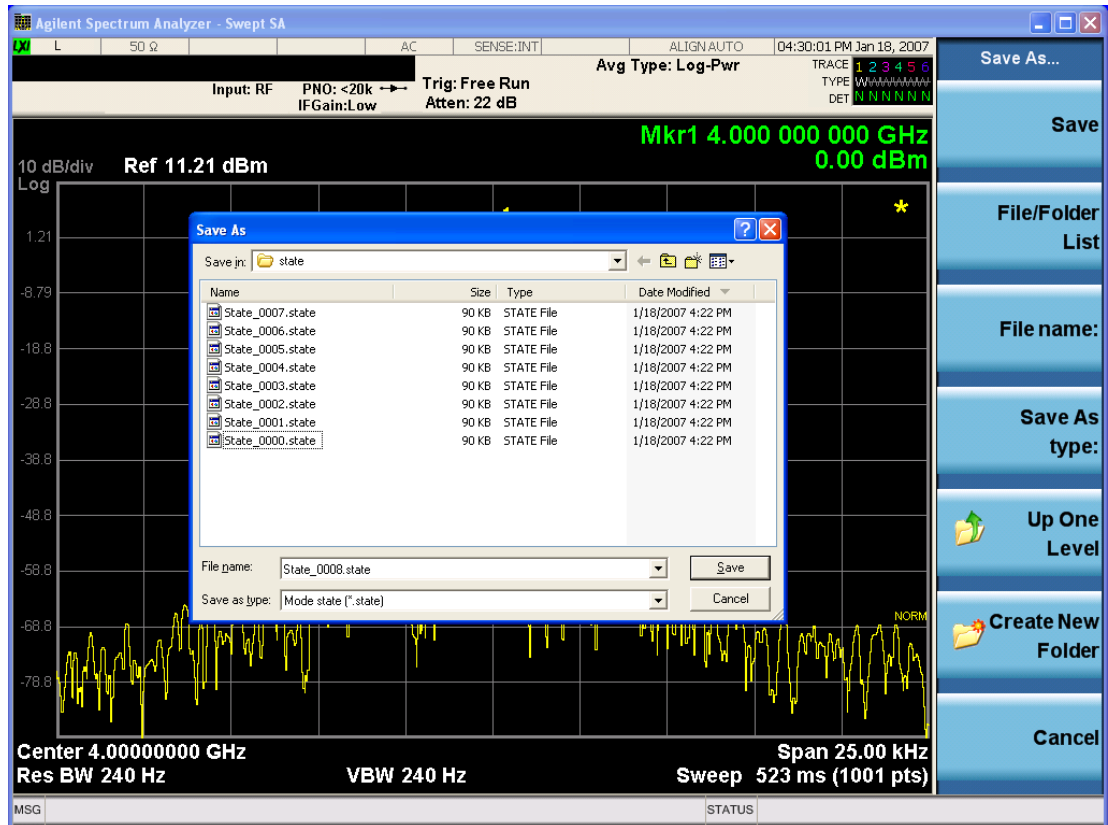 Agilent Spectrum Analyzer - Swept SA
LXI L 50 Ω AC SENSE:INT ALIGN AUTO 04:30:01 PM Jan 18, 2007
Input: RF PNO: <20k IFGain:Low
Trig: Free Run
Atten: 22 dB
Avg Type: Log-Pwr
TRACE 1 2 3 4 5 6
TYPE WWWWWW
DET N N N N N N
Mkr1 4.000 000 000 GHz
0.00 dBm
10 dB/div Ref 11.21 dBm
Log
1.21
-8.79
-18.8
-28.8
-38.8
-48.8
-58.8
-68.8
-78.8
NORM
Save As
Save in: state
Name Size Type Date Modified
State_0007.state 90 KB STATE File 1/18/2007 4:22 PM
State_0006.state 90 KB STATE File 1/18/2007 4:22 PM
State_0005.state 90 KB STATE File 1/18/2007 4:22 PM
State_0004.state 90 KB STATE File 1/18/2007 4:22 PM
State_0003.state 90 KB STATE File 1/18/2007 4:22 PM
State_0002.state 90 KB STATE File 1/18/2007 4:22 PM
State_0001.state 90 KB STATE File 1/18/2007 4:22 PM
State_0000.state 90 KB STATE File 1/18/2007 4:22 PM
File name: State_0008.state Save
Save as type: Mode state (*.state) Cancel
Center 4.00000000 GHz Span 25.00 kHz
Res BW 240 Hz VBW 240 Hz Sweep 523 ms (1001 pts)
MSG STATUS
Save As...
Save
File/Folder
List
File name:
Save As
type:
Up One
Level
Create New
Folder
Cancel